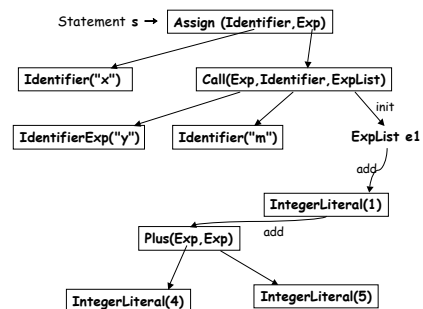 Statement s → Assign (Identifier,Exp)
Identifier("x")
Call(Exp,Identifier,ExpList)
init
IdentifierExp("y")
Identifier("m")
ExpList e1
add
IntegerLiteral(1)
add
Plus(Exp,Exp)
IntegerLiteral(4)
IntegerLiteral(5)